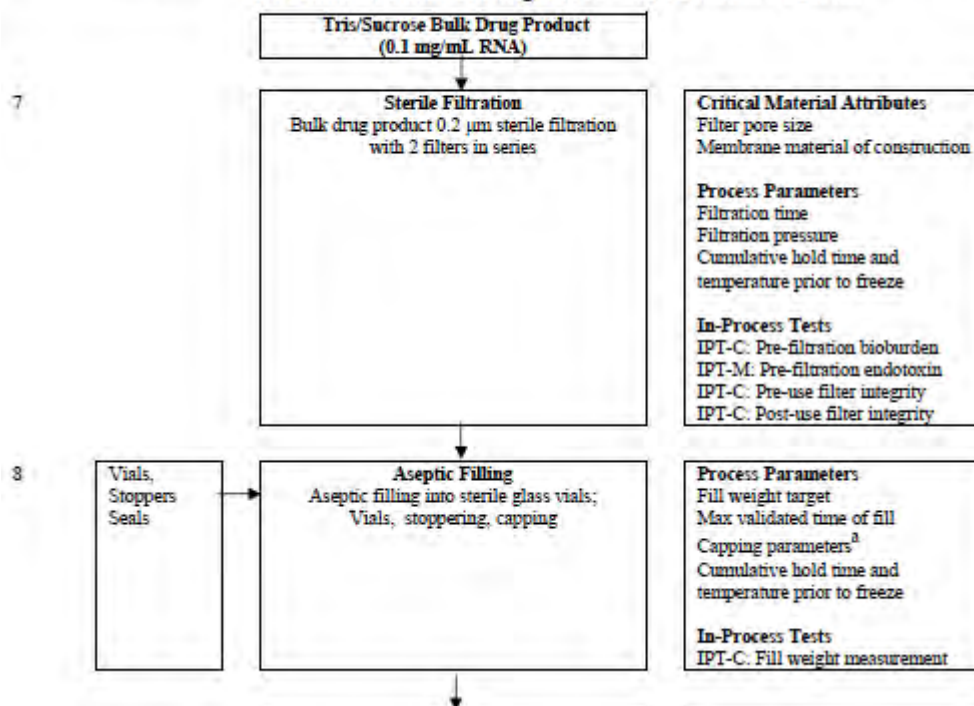 Tris/Sucrose Bulk Drug Product
(0.1 mg/mL RNA)
7
Sterile Filtration
Bulk drug product 0.2 μm sterile filtration
with 2 filters in series
Critical Material Attributes
Filter pore size
Membrane material of construction
Process Parameters
Filtration time
Filtration pressure
Cumulative hold time and
temperature prior to freeze
In-Process Tests
IPT-C: Pre-filtration bioburden
IPT-M: Pre-filtration endotoxin
IPT-C: Pre-use filter integrity
IPT-C: Post-use filter integrity
8
Vials,
Stoppers
Seals
Aseptic Filling
Aseptic filling into sterile glass vials;
Vials, stoppering, capping
Process Parameters
Fill weight target
Max validated time of fill
Capping parametersᵃ
Cumulative hold time and
temperature prior to freeze
In-Process Tests
IPT-C: Fill weight measurement